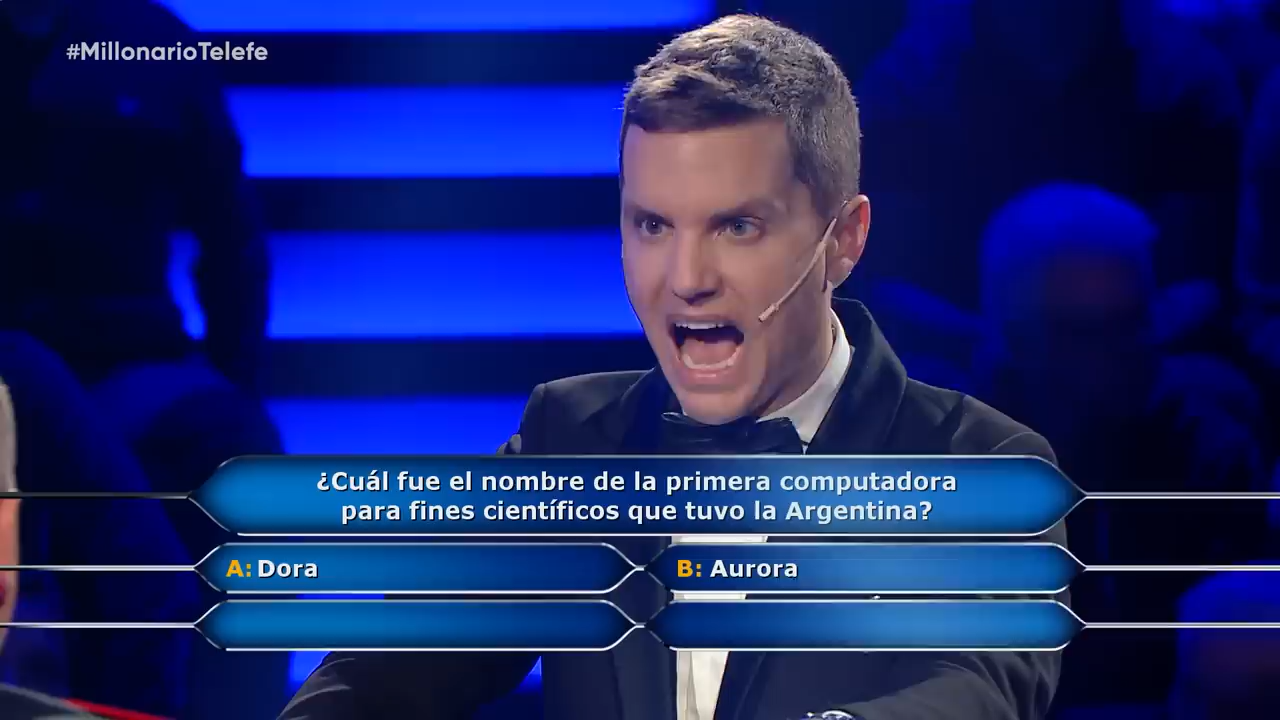 #MillonarioTelefe
¿Cuál fue el nombre de la primera computadora
para fines científicos que tuvo la Argentina?
A: Dora
B: Aurora